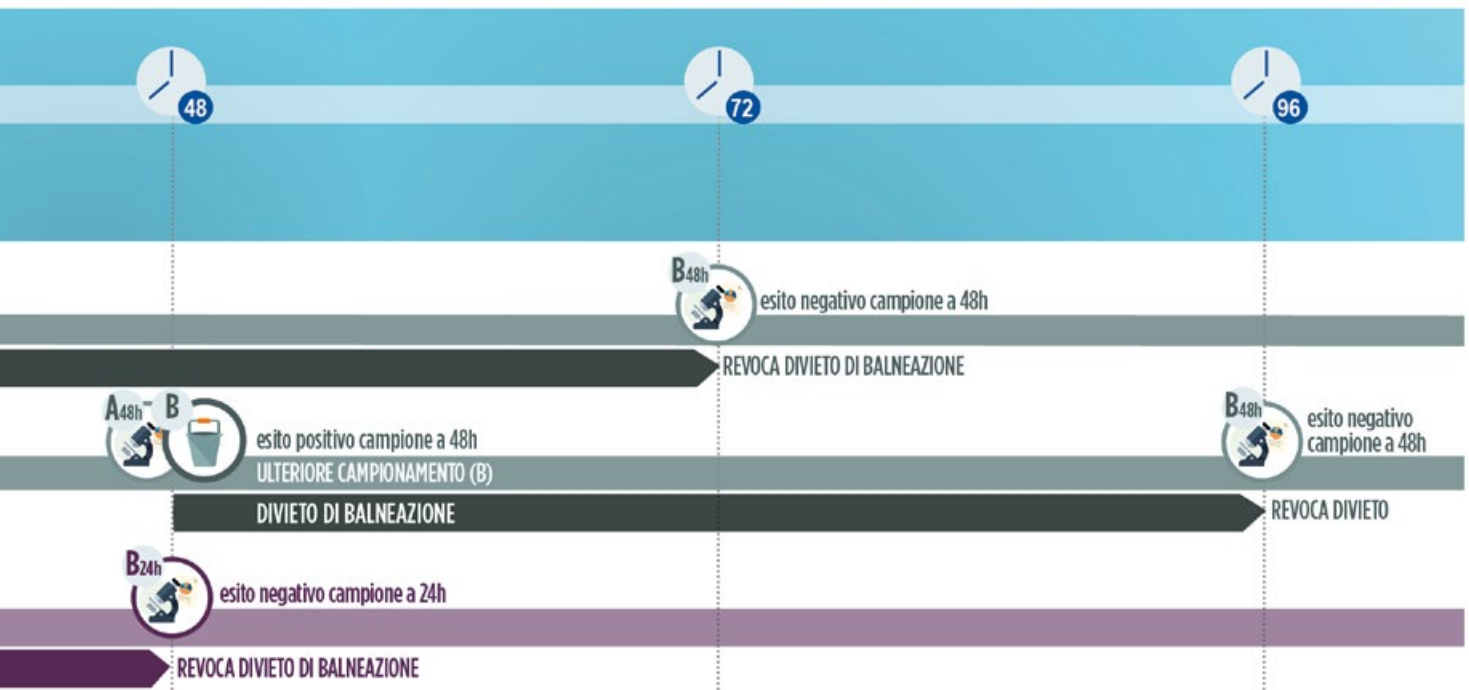 48
72
96
B48h
esito negativo campione a 48h
REVOCA DIVIETO DI BALNEAZIONE
A48h
B
esito positivo campione a 48h
ULTERIORE CAMPIONAMENTO (B)
B48h
esito negativo
campione a 48h
DIVIETO DI BALNEAZIONE
REVOCA DIVIETO
B24h
esito negativo campione a 24h
REVOCA DIVIETO DI BALNEAZIONE